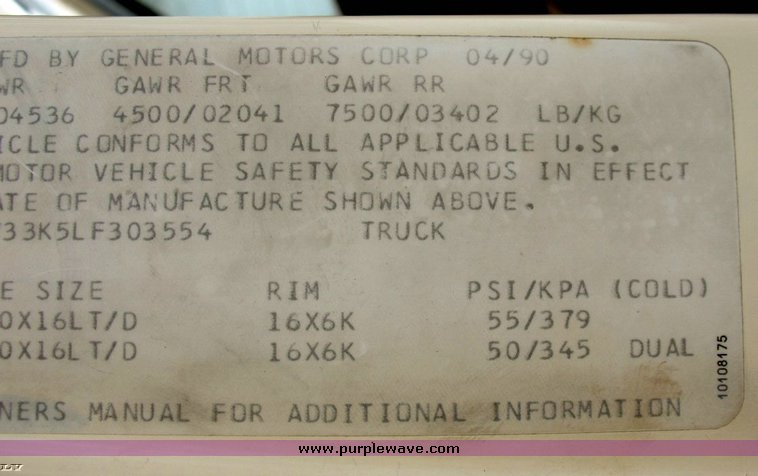 FD BY GENERAL MOTORS CORP 04/90
WR GAWR FRT GAWR RR
04536 4500/02041 7500/03402 LB/KG
ICLE CONFORMS TO ALL APPLICABLE U.S.
MOTOR VEHICLE SAFETY STANDARDS IN EFFECT
ATE OF MANUFACTURE SHOWN ABOVE.
33K5LF303554 TRUCK
E SIZE RIM PSI/KPA (COLD)
0X16LT/D 16X6K 55/379
0X16LT/D 16X6K 50/345 DUAL
10108175
NERS MANUAL FOR ADDITIONAL INFORMATION
www.purplewave.com